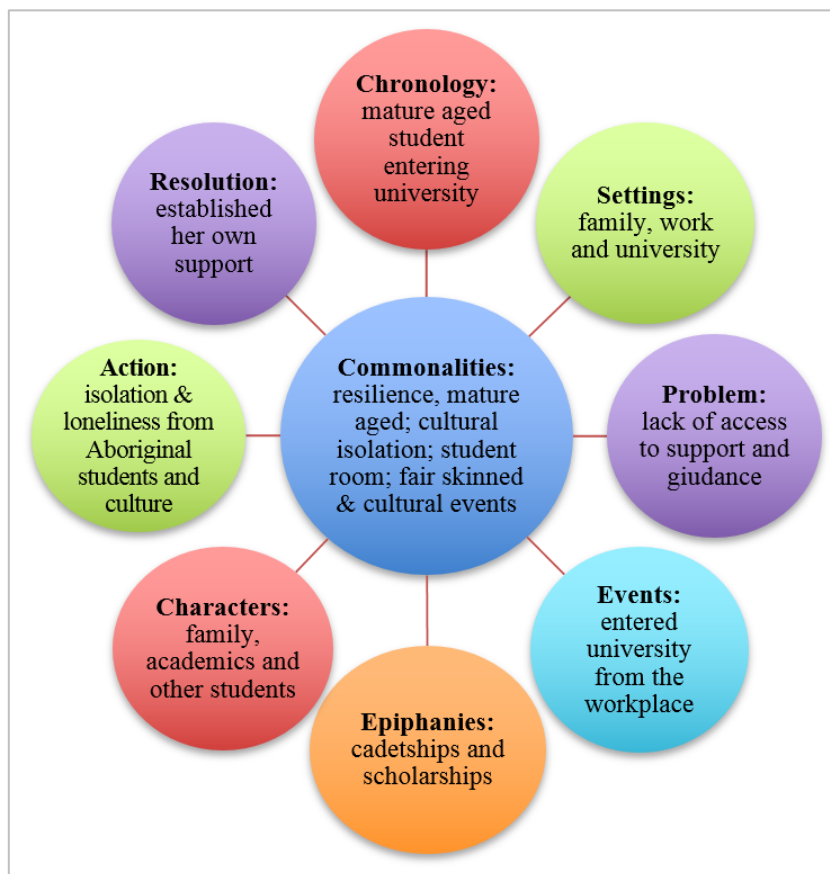 Chronology:
mature aged
student
entering
university
Settings:
family, work
and university
Problem:
lack of access
to support and
giudance
Events:
entered
university
from the
workplace
Epiphanies:
cadetships and
scholarships
Characters:
family,
academics and
other students
Action:
isolation &
loneliness from
Aboriginal
students and
culture
Resolution:
established
her own
support
Commonalities:
resilience, mature
aged; cultural
isolation; student
room; fair skinned
& cultural events